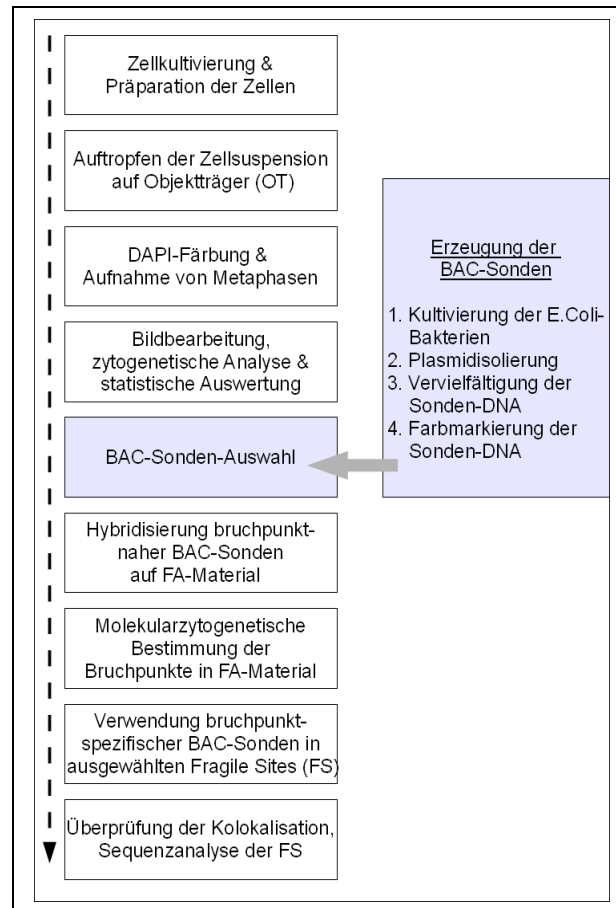 Zellkultivierung &
Präparation der Zellen
Auftropfen der Zellsuspension
auf Objektträger (OT)
DAPI-Färbung &
Aufnahme von Metaphasen
Bildbearbeitung,
zytogenetische Analyse &
statistische Auswertung
BAC-Sonden-Auswahl
Hybridisierung bruchpunkt-
naher BAC-Sonden
auf FA-Material
Molekularzytogenetische
Bestimmung der
Bruchpunkte in FA-Material
Verwendung bruchpunkt-
spezifischer BAC-Sonden in
ausgewählten Fragile Sites (FS)
Überprüfung der Kolokalisation,
Sequenzanalyse der FS
Erzeugung der
BAC-Sonden
1. Kultivierung der E.Coli-
Bakterien
2. Plasmidisolierung
3. Vervielfältigung der
Sonden-DNA
4. Farbmarkierung der
Sonden-DNA